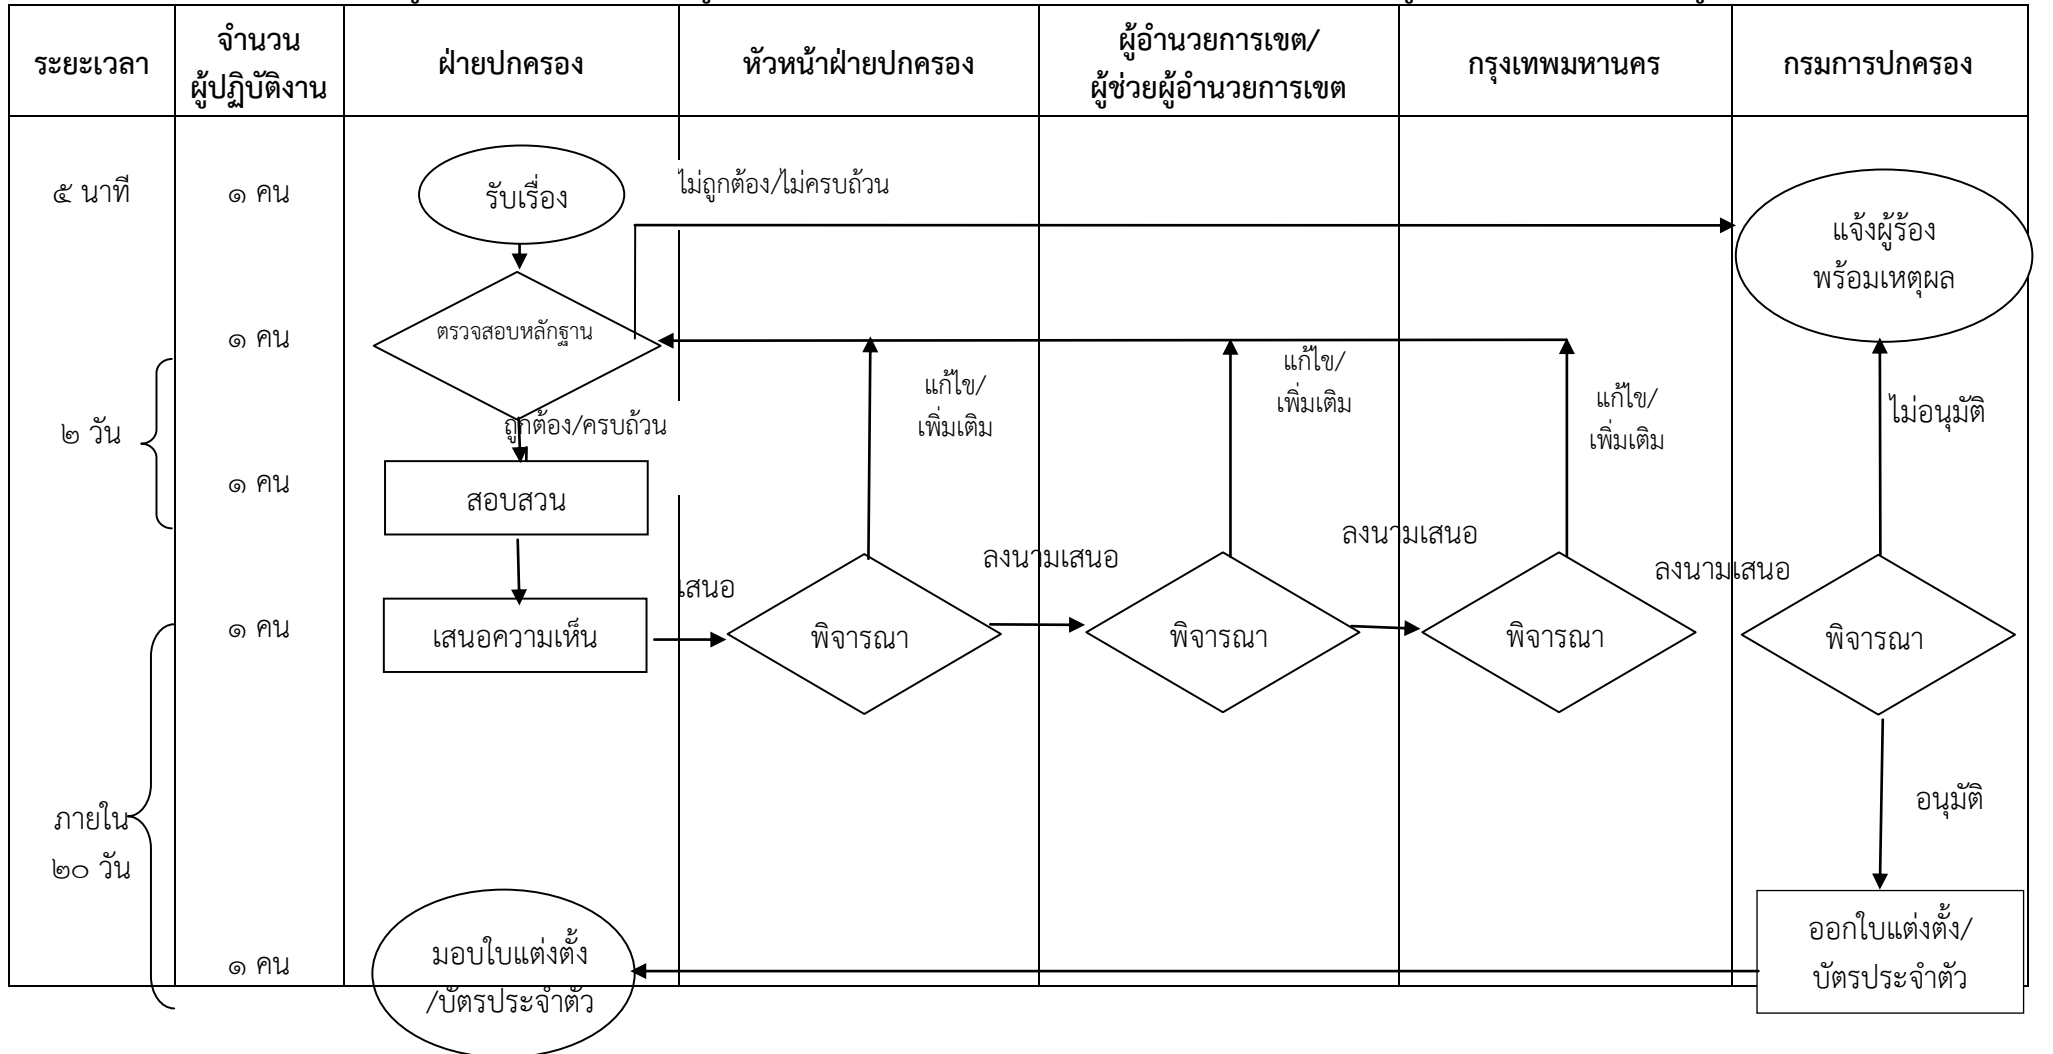 ระยะเวลา
จำนวน
ผู้ปฏิบัติงาน
ฝ่ายปกครอง
หัวหน้าฝ่ายปกครอง
ผู้อำนวยการเขต/
ผู้ช่วยผู้อำนวยการเขต
กรุงเทพมหานคร
กรมการปกครอง
๕ นาที
๑ คน
รับเรื่อง
ไม่ถูกต้อง/ไม่ครบถ้วน
แจ้งผู้ร้อง
พร้อมเหตุผล
๑ คน
ตรวจสอบหลักฐาน
แก้ไข/
เพิ่มเติม
แก้ไข/
เพิ่มเติม
แก้ไข/
เพิ่มเติม
ไม่อนุมัติ
๒ วัน
ถูกต้อง/ครบถ้วน
๑ คน
สอบสวน
ลงนามเสนอ
ลงนามเสนอ
ลงนามเสนอ
เสนอ
๑ คน
เสนอความเห็น
พิจารณา
พิจารณา
พิจารณา
พิจารณา
อนุมัติ
ภายใน
๒๐ วัน
๑ คน
มอบใบแต่งตั้ง
/บัตรประจำตัว
ออกใบแต่งตั้ง/
บัตรประจำตัว